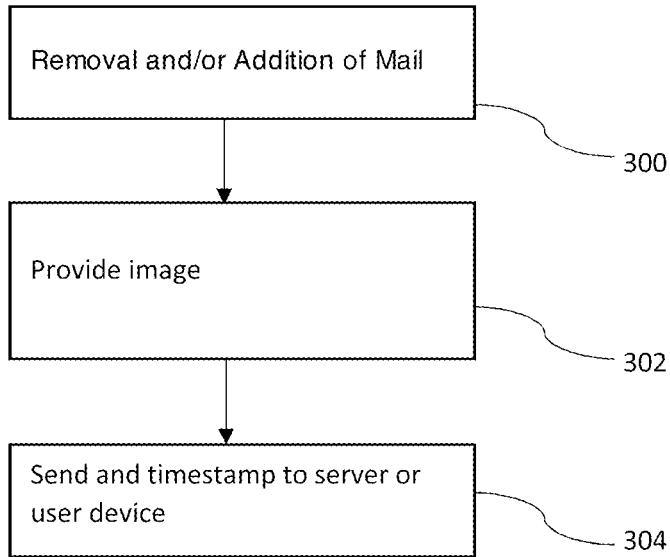 Removal and/or Addition of Mail
300
Provide image
302
Send and timestamp to server or
user device
304